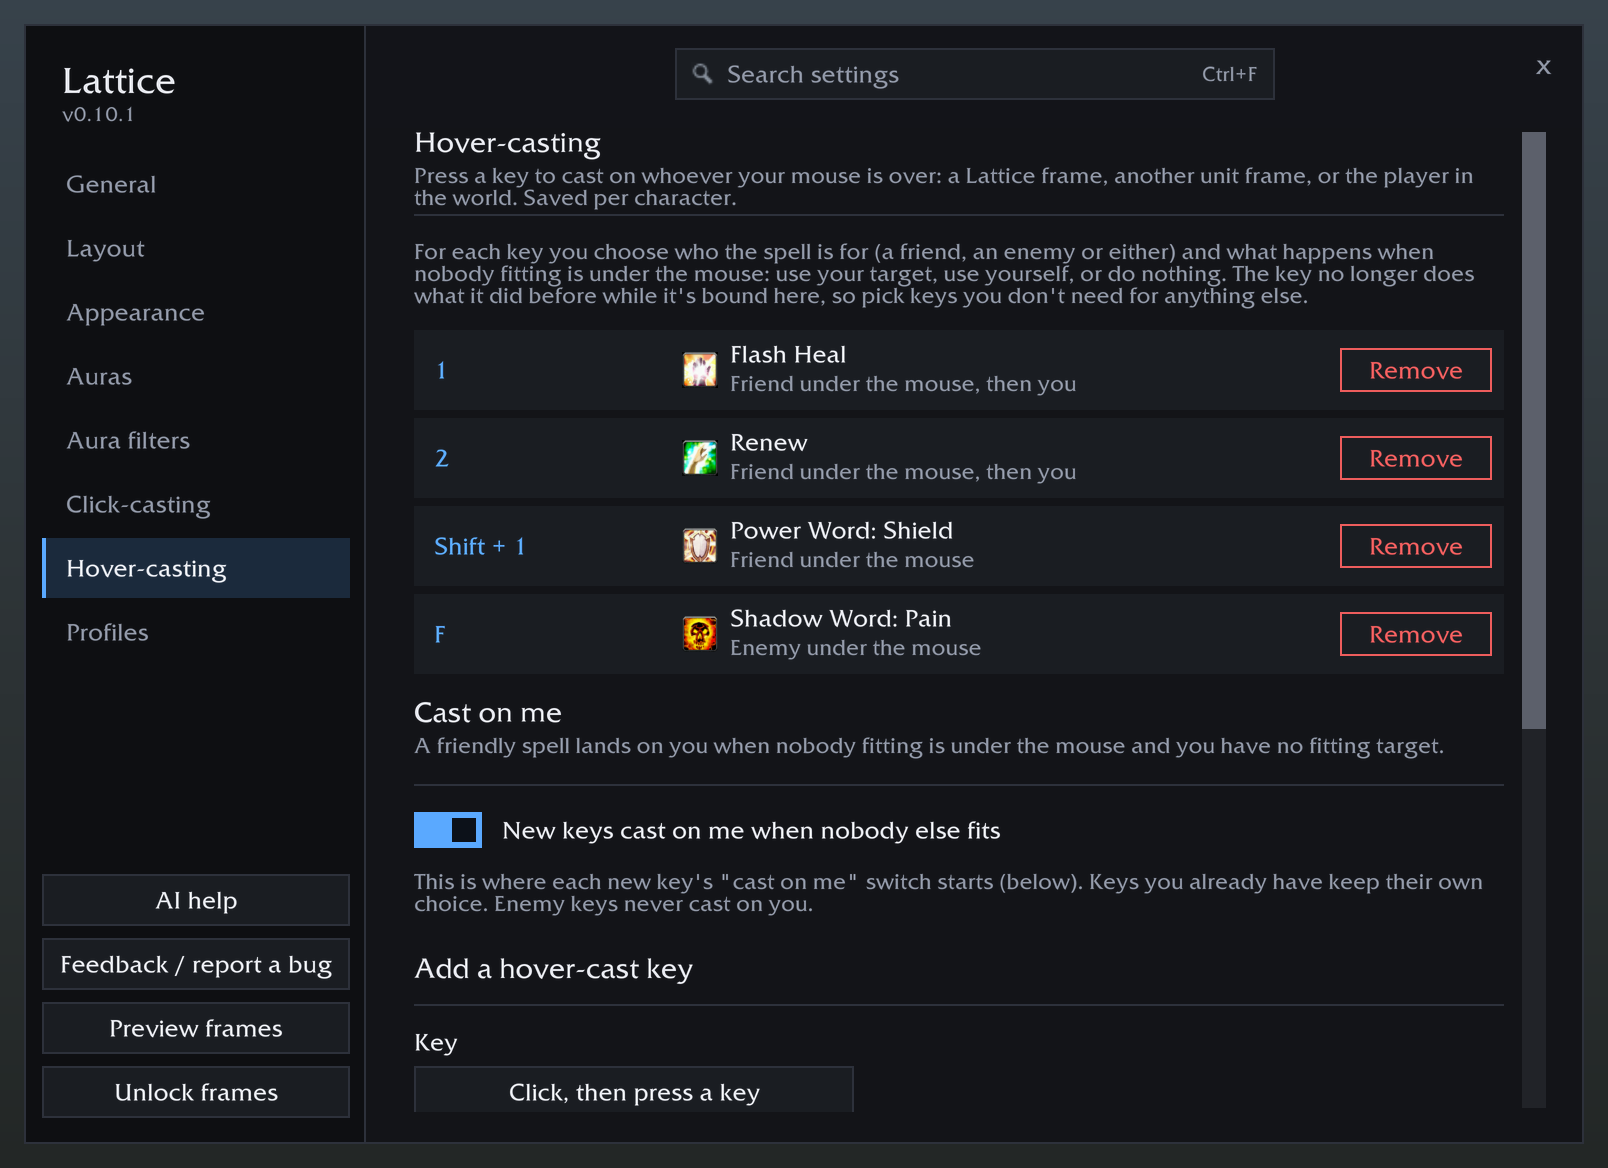 Lattice
v0.10.1
General
Layout
Appearance
Auras
Aura filters
Click-casting
Hover-casting
Profiles
AI help
Feedback / report a bug
Preview frames
Unlock frames
Search settings
Ctrl+F
x
Hover-casting
Press a key to cast on whoever your mouse is over: a Lattice frame, another unit frame, or the player in
the world. Saved per character.
For each key you choose who the spell is for (a friend, an enemy or either) and what happens when
nobody fitting is under the mouse: use your target, use yourself, or do nothing. The key no longer does
what it did before while it's bound here, so pick keys you don't need for anything else.
1
Flash Heal
Friend under the mouse, then you
Remove
2
Renew
Friend under the mouse, then you
Remove
Shift + 1
Power Word: Shield
Friend under the mouse
Remove
F
Shadow Word: Pain
Enemy under the mouse
Remove
Cast on me
A friendly spell lands on you when nobody fitting is under the mouse and you have no fitting target.
New keys cast on me when nobody else fits
This is where each new key's "cast on me" switch starts (below). Keys you already have keep their own
choice. Enemy keys never cast on you.
Add a hover-cast key
Key
Click, then press a key